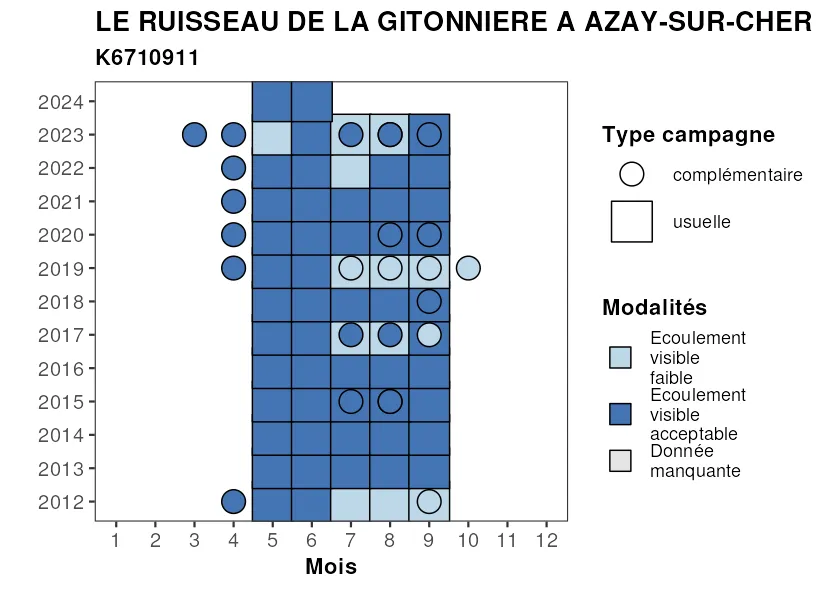 LE RUISSEAU DE LA GITONNIERE A AZAY-SUR-CHER
K6710911
2024
2023
2022
2021
2020
2019
2018
2017
2016
2015
2014
2013
2012
1 2 3 4 5 6 7 8 9 10 11 12
Mois
Type campagne
complémentaire
usuelle
Modalités
Ecoulement
visible
faible
Ecoulement
visible
acceptable
Donnée
manquante